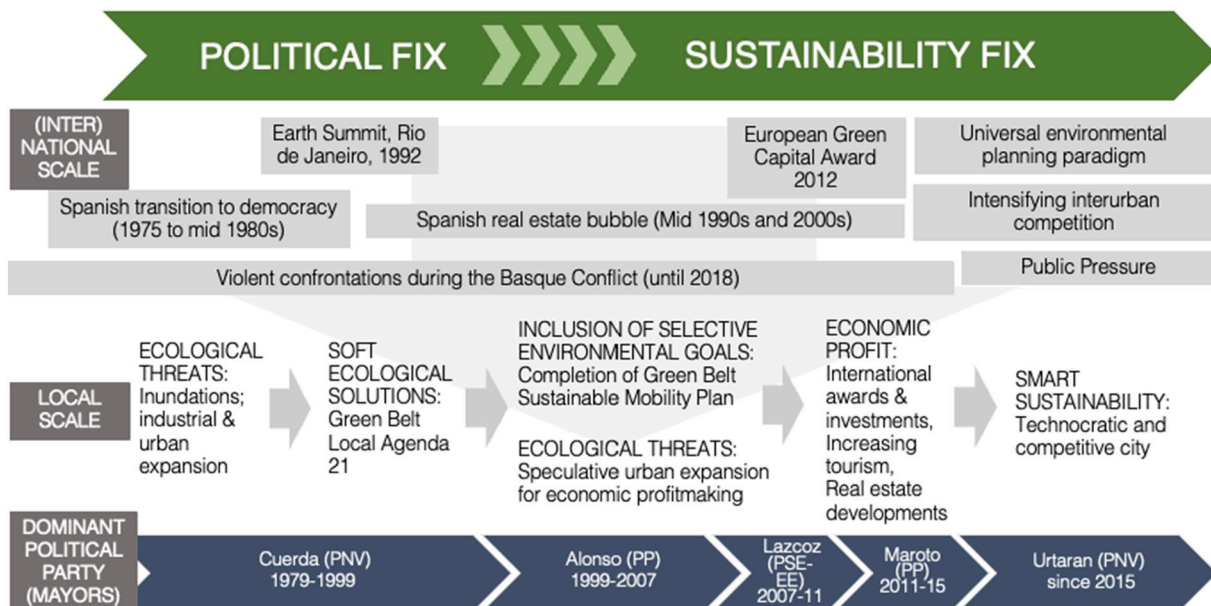 POLITICAL FIX
SUSTAINABILITY FIX
(INTER)
NATIONAL
SCALE
Earth Summit, Rio
de Janeiro, 1992
European Green
Capital Award
2012
Universal environmental
planning paradigm
Spanish transition to democracy
(1975 to mid 1980s)
Spanish real estate bubble (Mid 1990s and 2000s)
Intensifying interurban
competition
Violent confrontations during the Basque Conflict (until 2018)
Public Pressure
LOCAL
SCALE
ECOLOGICAL
THREATS:
Inundations;
industrial &
urban
expansion
SOFT
ECOLOGICAL
SOLUTIONS:
Green Belt
Local Agenda
21
INCLUSION OF SELECTIVE
ENVIRONMENTAL GOALS:
Completion of Green Belt
Sustainable Mobility Plan
ECOLOGICAL THREATS:
Speculative urban expansion
for economic profitmaking
ECONOMIC
PROFIT:
International
awards &
investments,
Increasing
tourism,
Real estate
developments
SMART
SUSTAINABILITY:
Technocratic and
competitive city
DOMINANT
POLITICAL
PARTY
(MAYORS)
Cuerda (PNV)
1979-1999
Alonso (PP)
1999-2007
Lazcoz
(PSE-
EE)
2007-11
Maroto
(PP)
2011-15
Urtaran (PNV)
since 2015